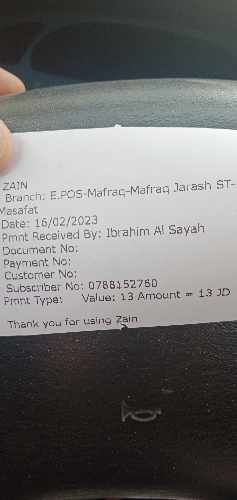 ZAIN
Branch: E.POS-Mafraq-Mafraq Jarash ST-
Masafat
Date: 16/02/2023
Pmnt Received By: Ibrahim Al Sayah
Document No:
Payment No:
Customer No:
Subscriber No: 0788152760
Pmnt Type: Value: 13 Amount = 13 JD
Thank you for using Zain